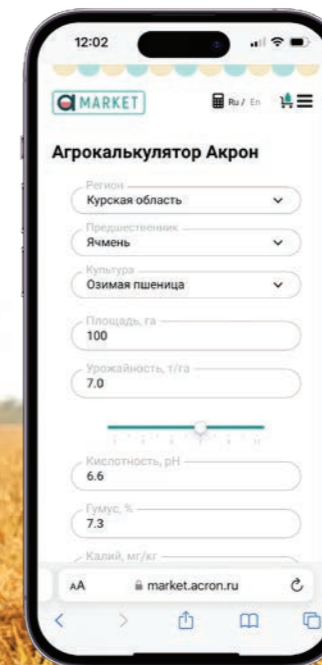 12:02
a MARKET
Ru / En
Агрокалькулятор Акрон
Регион
Курская область
Предшественник
Ячмень
Культура
Озимая пшеница
Площадь, га
100
Урожайность, т/га
7.0
Кислотность, pH
6.6
Гумус, %
7.3
Калий, мг/кг
AA
market.acron.ru